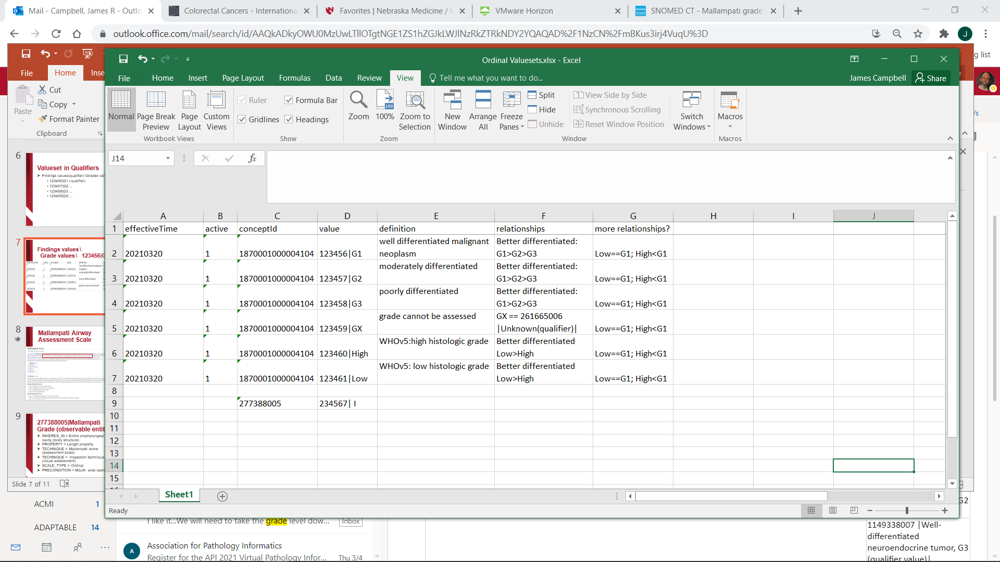 Mail - Campbell, James R - Outlo
Colorectal Cancers - Internationa
Favorites | Nebraska Medicine / U
VMware Horizon
SNOMED CT - Mallampati grade
outlook.office.com/mail/search/id/AAQkADkyOWU0MzUwLTllOTgtNGE1ZS1hZGJkLWJlNzRkZTRkNDY2YQAQAD%2F1NzCN%2FmBKus3irj4VuqU%3D
J
g list
File Home Inse
Cut
Copy
Format Painter
Paste
Clipboard
Ordinal Valuesets.xlsx - Excel
File Home Insert Page Layout Formulas Data Review View Tell me what you want to do...
James Campbell Share
Normal
Page Break Preview
Page Layout
Custom Views
Workbook Views
Ruler
Formula Bar
Gridlines
Headings
Show
Zoom
100%
Zoom to Selection
Zoom
New Window
Arrange All
Freeze Panes
Split
Hide
Unhide
View Side by Side
Synchronous Scrolling
Reset Window Position
Switch Windows
Window
Macros
Macros
J14
fx
A B C D E F G H I J
1 effectiveTime active conceptId value definition relationships more relationships?
2 20210320 1 1870001000004104 123456|G1 well differentiated malignant neoplasm Better differentiated: G1>G2>G3 Low==G1; High<G1
3 20210320 1 1870001000004104 123457|G2 moderately differentiated Better differentiated: G1>G2>G3 Low==G1; High<G1
4 20210320 1 1870001000004104 123458|G3 poorly differentiated Better differentiated: G1>G2>G3 Low==G1; High<G1
5 20210320 1 1870001000004104 123459|GX grade cannot be assessed GX == 261665006 |Unknown(qualifier)| Low==G1; High<G1
6 20210320 1 1870001000004104 123460|High WHOv5:high histologic grade Better differentiated Low>High Low==G1; High<G1
7 20210320 1 1870001000004104 123461|Low WHOv5: low histologic grade Better differentiated Low>High Low==G1; High<G1
8
9 277388005 234567| I
10
11
12
13
14
15
Sheet1
Ready
6
Valueset in Qualifiers
Findings values(qualifier) \Grades val
• 123456|G1 (qualifier)
• 123457|G2...
• 123458|G3...
• 123459|GX...
7
Findings values \
Grade values \ 123456|G
8
Mallampati Airway
Assessment Scale
9
277388005|Mallampati
Grade (observable entit
INHERES_IN = Entire oropharyngeal
cavity (body structure)
PROPERTY = Length property
TECHNIQUE = Mallampati score
(assessment scale)
TECHNIQUE = Inspection technique
(visual assessment)
SCALE_TYPE = Ordinal
PRECONDITION = Mouth wide open
Slide 7 of 11
ACMI 1
ADAPTABLE 14
I like it...We will need to take the grade level dow... Inbox
A
Association for Pathology Informatics
Register for the API 2021 Virtual Pathology Infor... Thu 3/4
G2
1149338007 |Well-
differentiated
neuroendocrine tumor, G3
(qualifier value)|